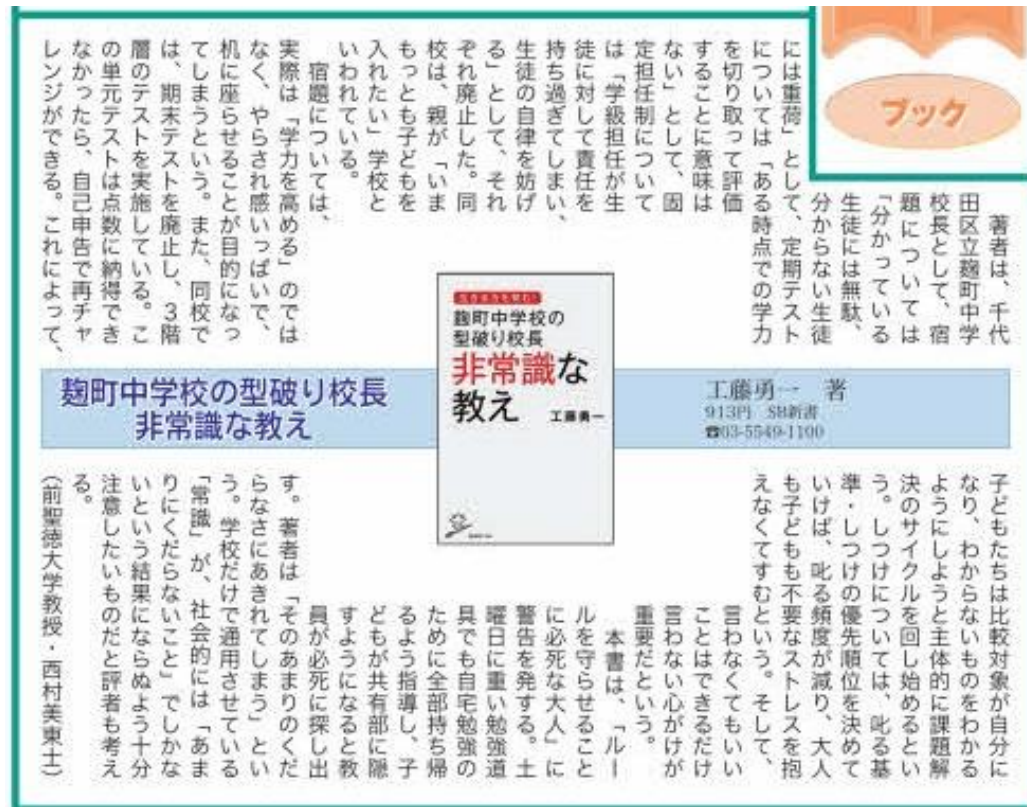 ブック
著者は、千代
田区立麹町中学
校長として、宿
題については
「分かっている
生徒には無駄、
分からない生徒
には重荷」として、定期テスト
については「ある時点での学力
を切り取って評価
することに意味は
ない」として、固
定担任制について
は「学級担任が生
徒に対して責任を
持ち過ぎてしまい、
生徒の自律を妨げ
る」として、それ
ぞれ廃止した。同
校は、親が「いま
もっとも子どもを
入れたい」学校と
いわれている。
宿題については、
実際は「学力を高める」のでは
なく、やらされ感いっぱいで、
机に座らせることが目的になっ
てしまうという。また、同校で
は、期末テストを廃止し、３階
層のテストを実施している。こ
の単元テストは点数に納得でき
なかったら、自己申告で再チャ
レンジができる。これによって、
麹町中学校の型破り校長
非常識な教え
麹町中学校の
型破り校長
非常識な
教え
工藤勇一
工藤勇一 著
913円 SB新書
☎03-5549-1100
子どもたちは比較対象が自分に
なり、わからないものをわかる
ようにしようと主体的に課題解
決のサイクルを回し始めるとい
う。しつけについては、叱る基
準・しつけの優先順位を決めて
いけば、叱る頻度が減り、大人
も子どもも不要なストレスを抱
えなくてすむという。そして、
言わなくてもいい
ことはできるだけ
言わない心がけが
重要だという。
本書は、「ルー
ルを守らせること
に必死な大人」に
警告を発する。土
曜日に重い勉強道
具でも自宅勉強の
ために全部持ち帰
るよう指導し、子
どもが共有部に隠
すようになると教
員が必死に探し出
す。著者は「そのあまりのくだ
らなさにあきれてしまう」とい
う。学校だけで通用させている
「常識」が、社会的には「あま
りにくだらないこと」でしかな
いという結果にならぬよう十分
注意したいものだと評者も考え
る。
（前聖徳大学教授・西村美東士）